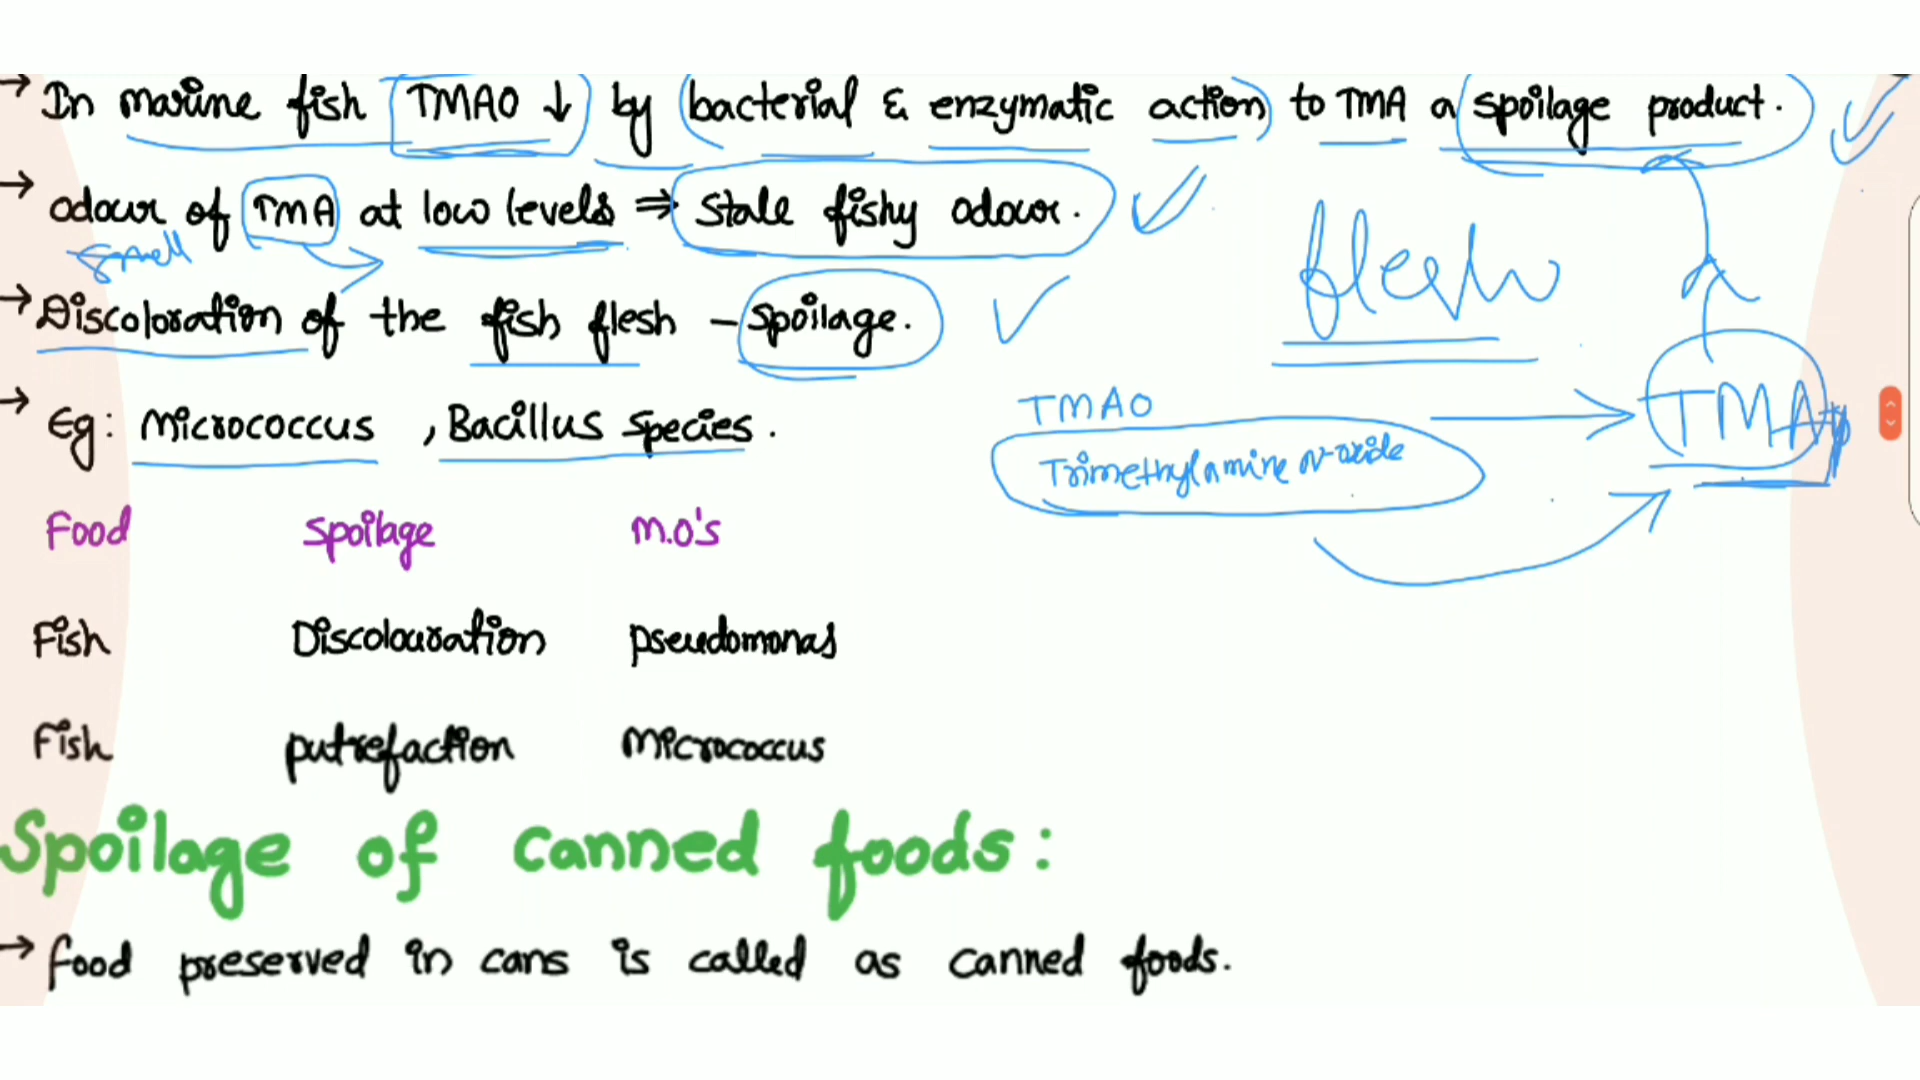 → In marine fish TMAO ↓ by bacterial & enzymatic action to TMA a spoilage product.
→ odour of TMA at low levels ⇒ stale fishy odour.
smell
flesh
→ Discoloration of the fish flesh - spoilage.
TMAO → TMA
→ Eg: Micrococcus , Bacillus species.
Trimethylamine N-oxide
Food spoilage M.O's
Fish Discolouration pseudomonas
Fish putrefaction Micrococcus
Spoilage of canned foods:
→ food preserved in cans is called as canned foods.